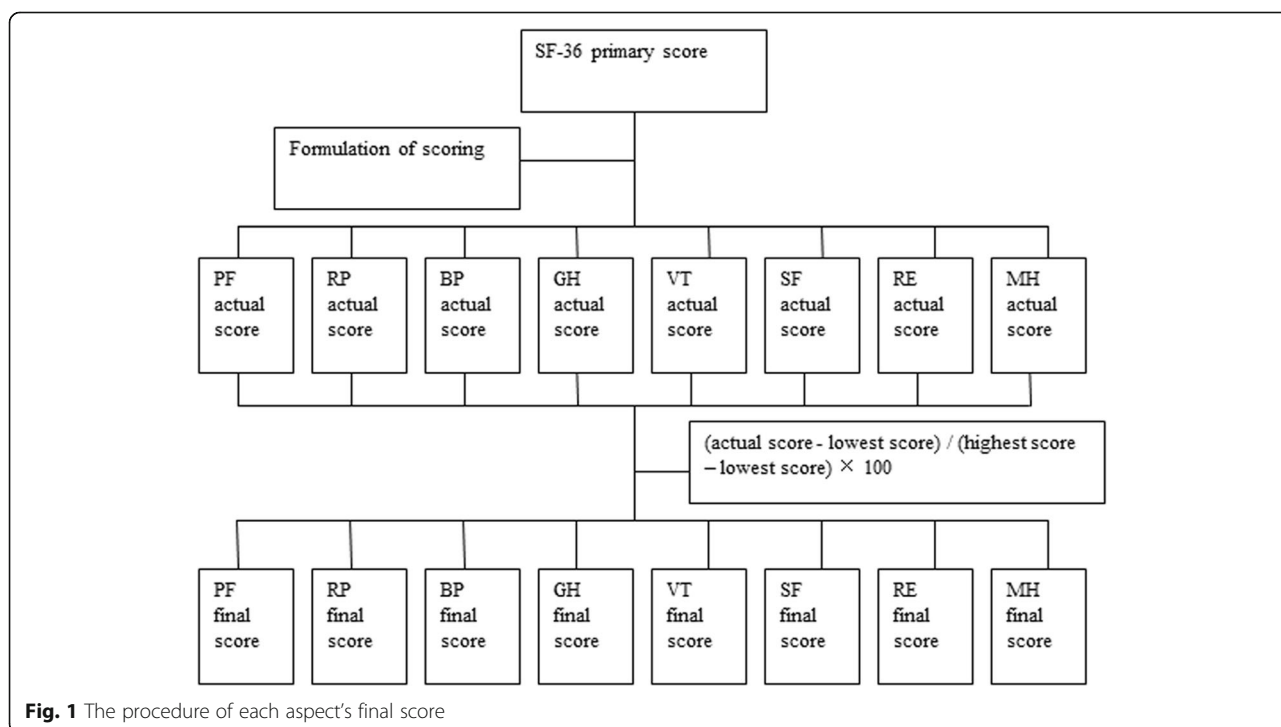 SF-36 primary score
Formulation of scoring
PF
actual
score
RP
actual
score
BP
actual
score
GH
actual
score
VT
actual
score
SF
actual
score
RE
actual
score
MH
actual
score
(actual score - lowest score) / (highest score
– lowest score) × 100
PF
final
score
RP
final
score
BP
final
score
GH
final
score
VT
final
score
SF
final
score
RE
final
score
MH
final
score
Fig. 1 The procedure of each aspect’s final score